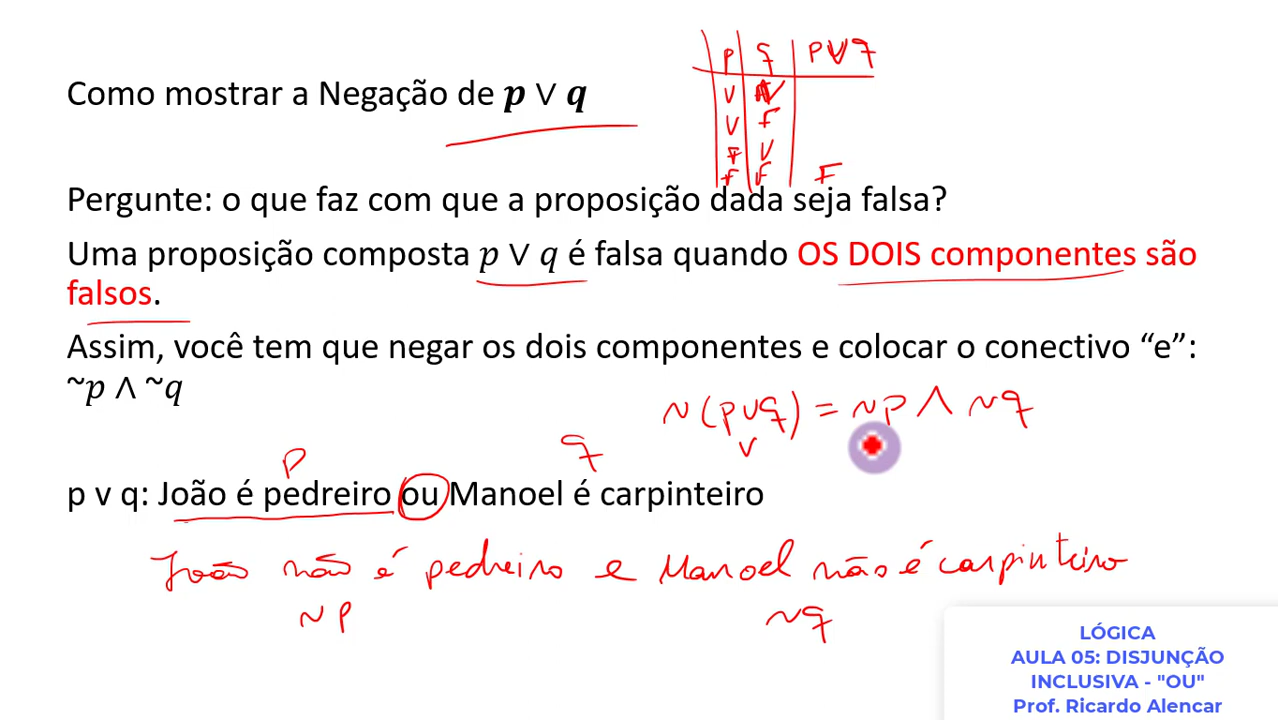 p q p∨q
Como mostrar a Negação de p ∨ q
V V
V F
F V
F F F
Pergunte: o que faz com que a proposição dada seja falsa?
Uma proposição composta p ∨ q é falsa quando OS DOIS componentes são
falsos.
Assim, você tem que negar os dois componentes e colocar o conectivo “e”:
~p ∧ ~q
~(p∨q) = ~p ∧ ~q
V
p q
p v q: João é pedreiro ou Manoel é carpinteiro
João não é pedreiro e Manoel não é carpinteiro
~p ~q
LÓGICA
AULA 05: DISJUNÇÃO
INCLUSIVA - "OU"
Prof. Ricardo Alencar